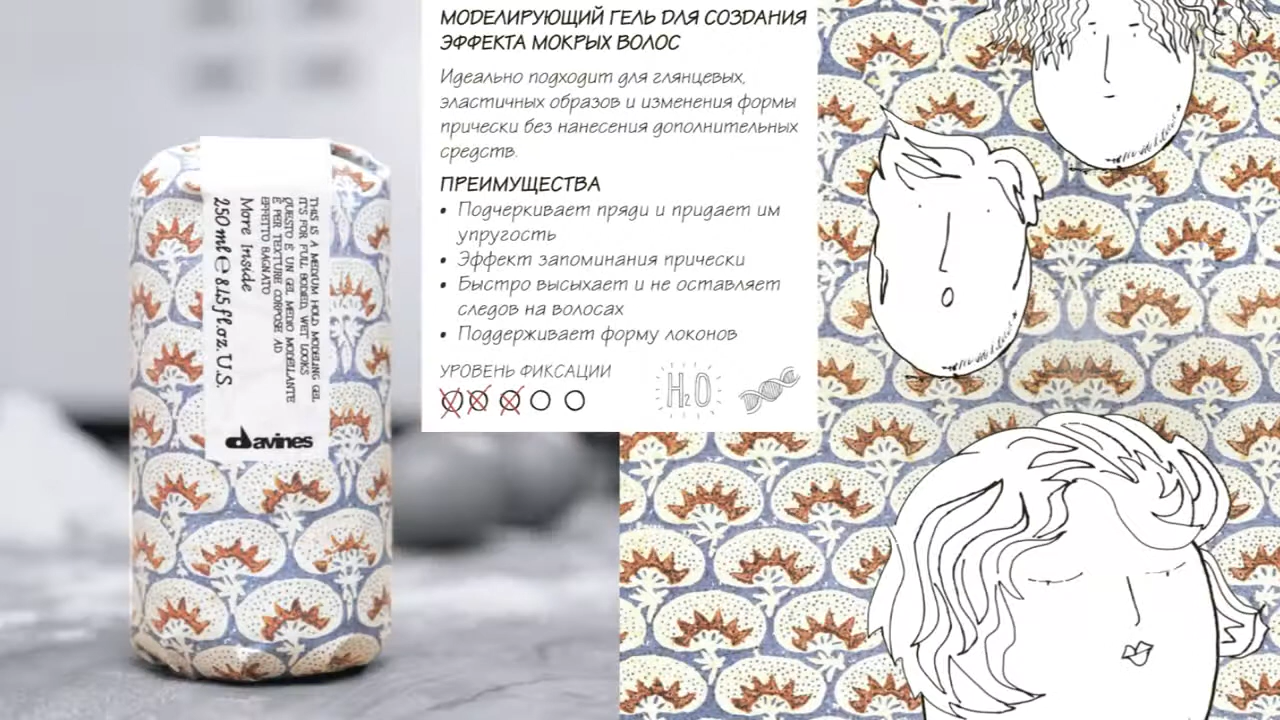 МОДЕЛИРУЮЩИЙ ГЕЛЬ ДЛЯ СОЗДАНИЯ
ЭФФЕКТА МОКРЫХ ВОЛОС
Идеально подходит для глянцевых,
эластичных образов и изменения формы
прически без нанесения дополнительных
средств.
ПРЕИМУЩЕСТВА
• Подчеркивает пряди и придает им
упругость
• Эффект запоминания прически
• Быстро высыхает и не оставляет
следов на волосах
• Поддерживает форму локонов
УРОВЕНЬ ФИКСАЦИИ
H2O
THIS IS A MEDIUM HOLD MODELING GEL
IT'S FOR FULL BODIED, WET LOOKS
QUESTO È UN GEL MEDIO MODELLANTE
E PER TEXTURE CORPOSE AD
EFFETTO BAGNATO
More Inside
250 ml e 8.45 fl.oz. U.S.
davines